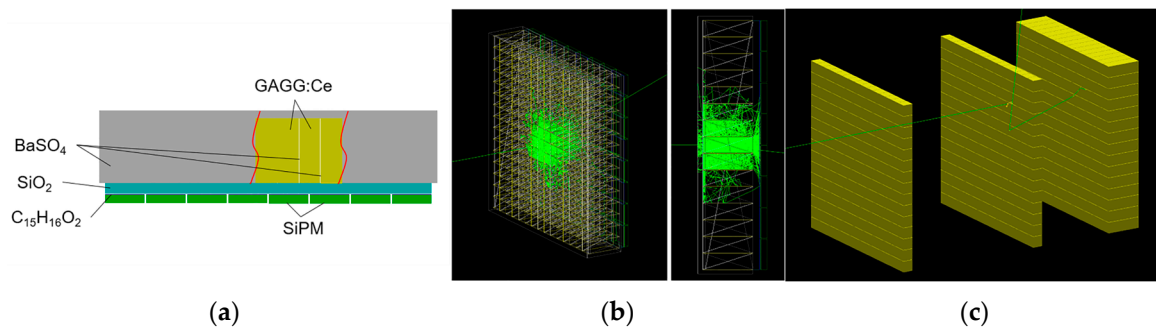 GAGG:Ce
BaSO4
SiO2
C15H16O2
SiPM
(a)
(b)
(c)